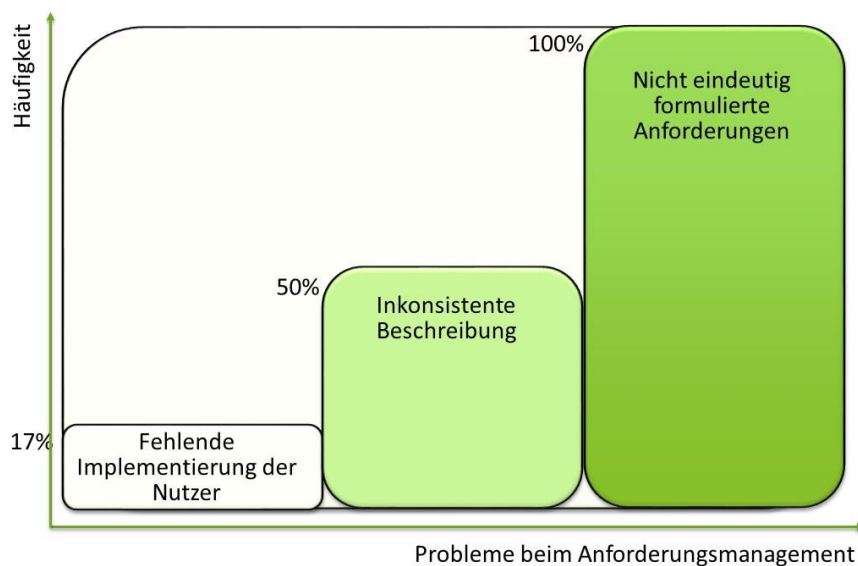 Häufigkeit
100%
Nicht eindeutig
formulierte
Anforderungen
50%
Inkonsistente
Beschreibung
17%
Fehlende
Implementierung der
Nutzer
Probleme beim Anforderungsmanagement